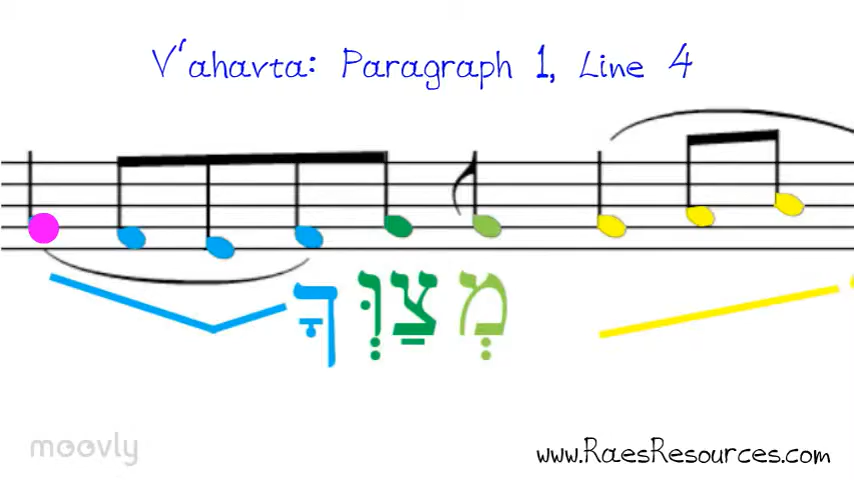 V'ahavta: Paragraph 1, Line 4
מְצַוְּךָ
moovly
www.RaesResources.com